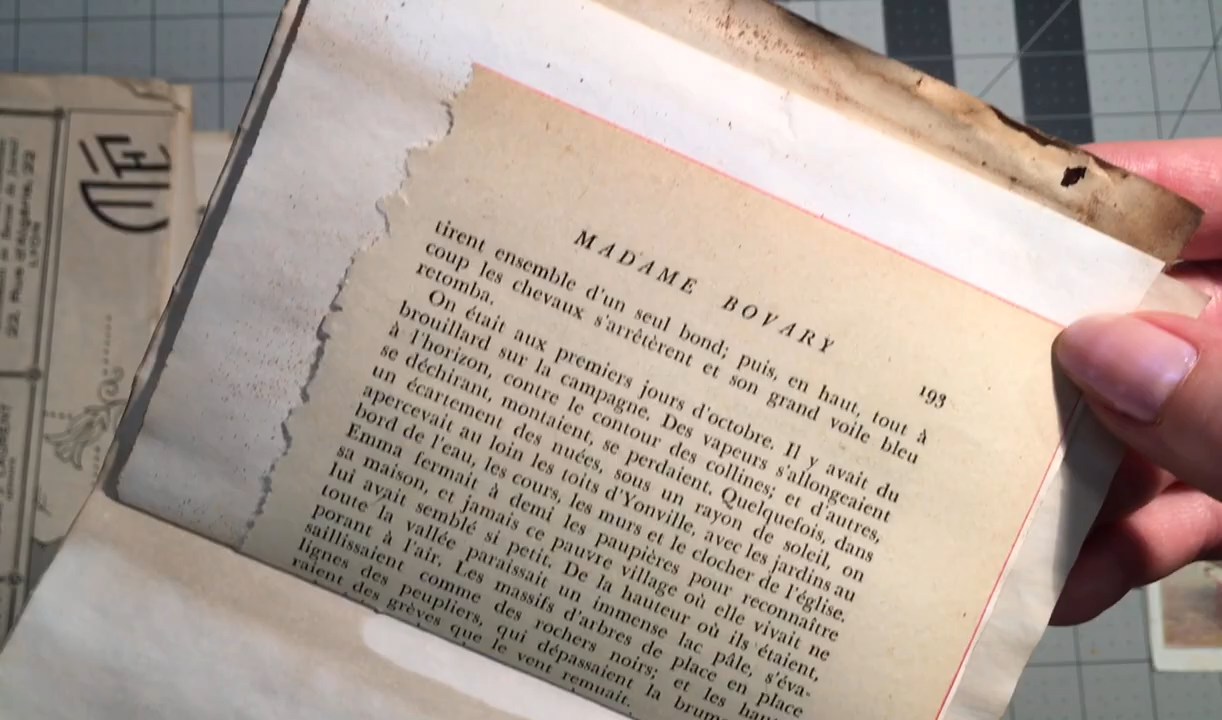 MADAME BOVARY
193
tirent ensemble d'un seul bond; puis, en haut, tout à
coup les chevaux s'arrêtèrent et son grand voile bleu
retomba.
On était aux premiers jours d'octobre. Il y avait du
brouillard sur la campagne. Des vapeurs s'allongeaient
à l'horizon, contre le contour des collines; et d'autres,
se déchirant, montaient, se perdaient. Quelquefois, dans
un écartement des nuées, sous un rayon de soleil, on
apercevait au loin les toits d'Yonville, avec les jardins au
bord de l'eau, les cours, les murs et le clocher de l'église.
Emma fermait à demi les paupières pour reconnaître
sa maison, et jamais ce pauvre village où elle vivait ne
lui avait semblé si petit. De la hauteur où ils étaient,
toute la vallée paraissait un immense lac pâle, s'éva-
porant à l'air. Les massifs d'arbres de place en place
saillissaient comme des rochers noirs; et les hau
lignes des peupliers, qui dépassaient la brum
raient des grèves que le vent remuait.
22, Rue d'Algérie, 22
LYON